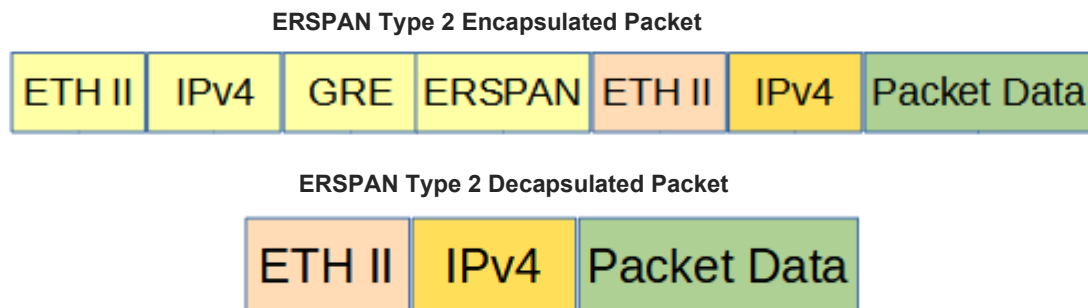 ERSPAN Type 2 Encapsulated Packet
ETH II IPv4 GRE ERSPAN ETH II IPv4 Packet Data
ERSPAN Type 2 Decapsulated Packet
ETH II IPv4 Packet Data